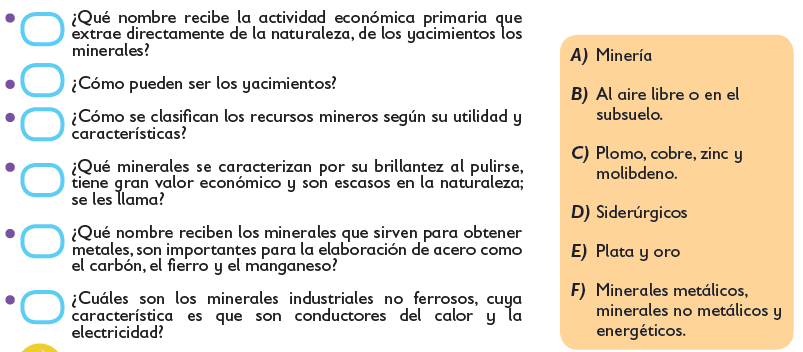 ¿Qué nombre recibe la actividad económica primaria que
extrae directamente de la naturaleza, de los yacimientos los
minerales?
¿Cómo pueden ser los yacimientos?
¿Cómo se clasifican los recursos mineros según su utilidad y
características?
¿Qué minerales se caracterizan por su brillantez al pulirse,
tiene gran valor económico y son escasos en la naturaleza;
se les llama?
¿Qué nombre reciben los minerales que sirven para obtener
metales, son importantes para la elaboración de acero como
el carbón, el fierro y el manganeso?
¿Cuáles son los minerales industriales no ferrosos, cuya
característica es que son conductores del calor y la
electricidad?
A) Minería
B) Al aire libre o en el
subsuelo.
C) Plomo, cobre, zinc y
molibdeno.
D) Siderúrgicos
E) Plata y oro
F) Minerales metálicos,
minerales no metálicos y
energéticos.